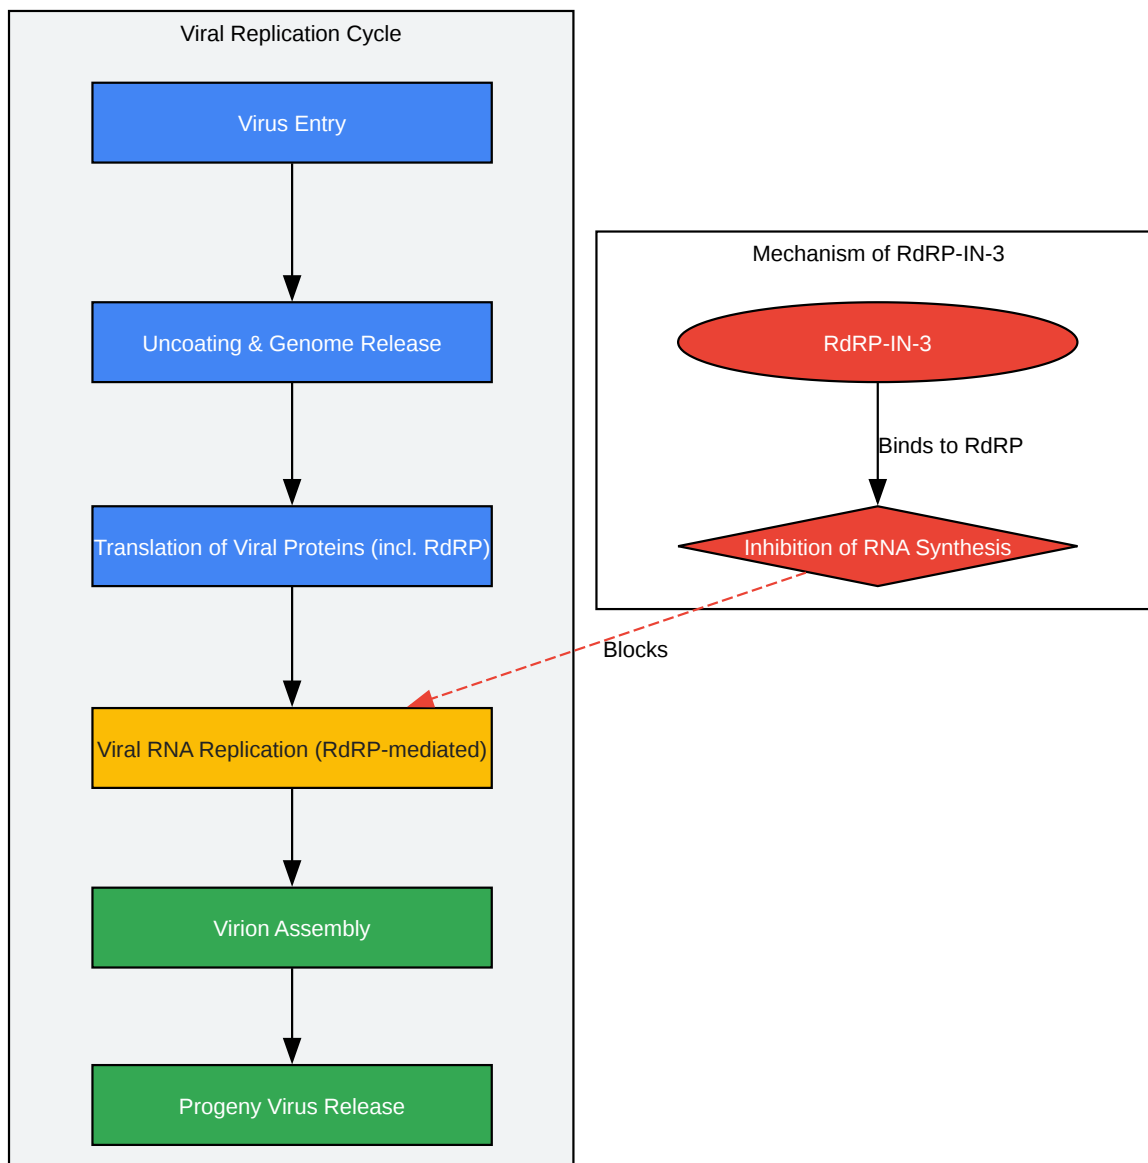 Viral Replication Cycle
Virus Entry
Uncoating & Genome Release
Translation of Viral Proteins (incl. RdRP)
Viral RNA Replication (RdRP-mediated)
Virion Assembly
Progeny Virus Release
Mechanism of RdRP-IN-3
RdRP-IN-3
Binds to RdRP
Inhibition of RNA Synthesis
Blocks